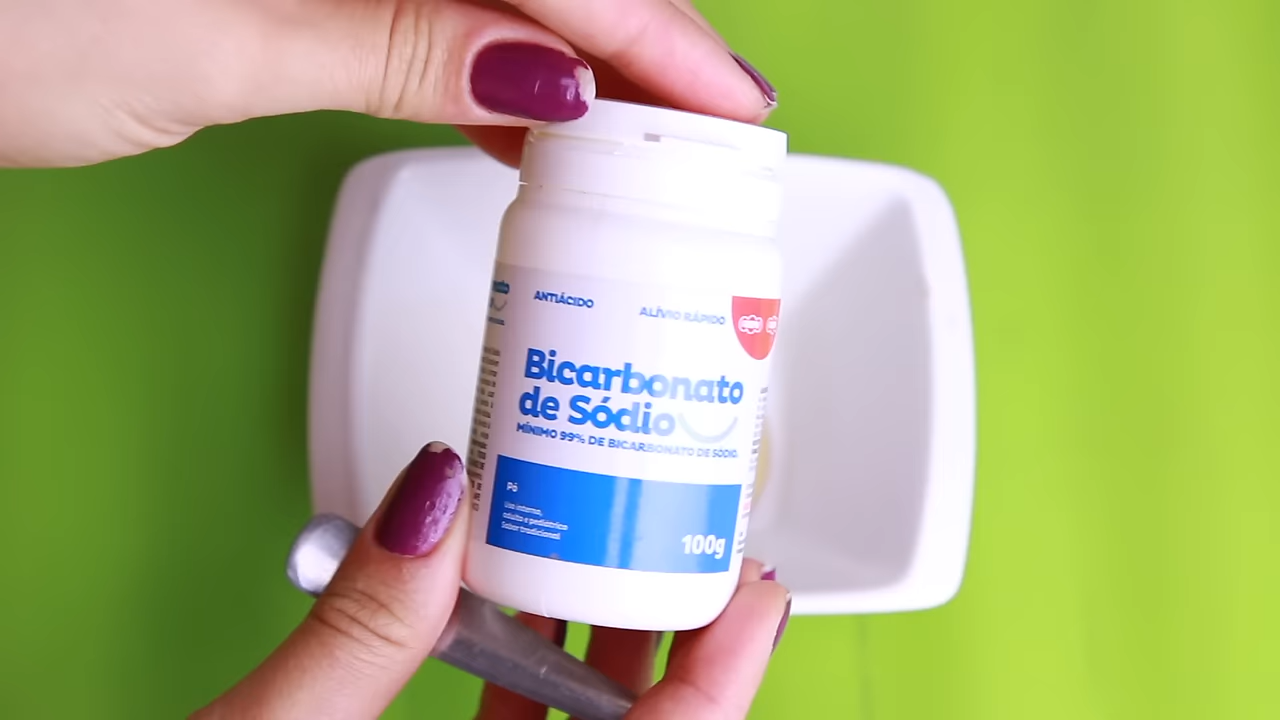 ANTIÁCIDO
ALÍVIO RÁPIDO
Bicarbonato
de Sódio
MÍNIMO 99% DE BICARBONATO DE SÓDIO
Pó
Uso interno,
adulto e pediátrico
Sabor tradicional
100g